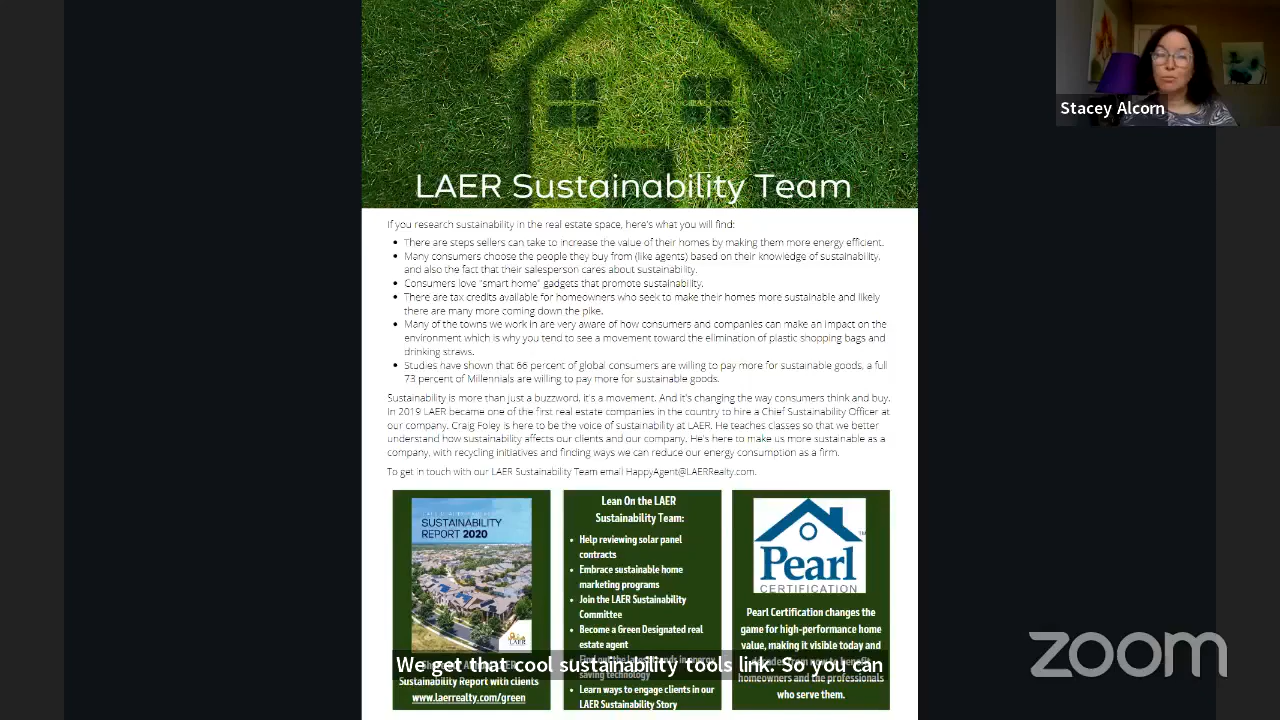 Stacey Alcorn
LAER Sustainability Team
If you research sustainability in the real estate space, here's what you will find:
• There are steps sellers can take to increase the value of their homes by making them more energy efficient.
• Many consumers choose the people they buy from (like agents) based on their knowledge of sustainability,
and also the fact that their salesperson cares about sustainability.
• Consumers love "smart home" gadgets that promote sustainability.
• There are tax credits available for homeowners who seek to make their homes more sustainable and likely
there are many more coming down the pike.
• Many of the towns we work in are very aware of how consumers and companies can make an impact on the
environment which is why you tend to see a movement toward the elimination of plastic shopping bags and
drinking straws.
• Studies have shown that 66 percent of global consumers are willing to pay more for sustainable goods, a full
73 percent of Millennials are willing to pay more for sustainable goods.
Sustainability is more than just a buzzword, it's a movement. And it's changing the way consumers think and buy.
In 2019 LAER became one of the first real estate companies in the country to hire a Chief Sustainability Officer at
our company. Craig Foley is here to be the voice of sustainability at LAER. He teaches classes so that we better
understand how sustainability affects our clients and our company. He's here to make us more sustainable as a
company, with recycling initiatives and finding ways we can reduce our energy consumption as a firm.
To get in touch with our LAER Sustainability Team email HappyAgent@LAERRealty.com.
SUSTAINABILITY
REPORT 2020
LAER
Sustainability Report with clients
www.laerrealty.com/green
Lean On the LAER
Sustainability Team:
• Help reviewing solar panel
contracts
• Embrace sustainable home
marketing programs
• Join the LAER Sustainability
Committee
• Become a Green Designated real
estate agent
saving technology
• Learn ways to engage clients in our
LAER Sustainability Story
Pearl
CERTIFICATION
TM
Pearl Certification changes the
game for high-performance home
value, making it visible today and
homeowners and the professionals
who serve them.
We get that cool sustainability tools link. So you can
zoom